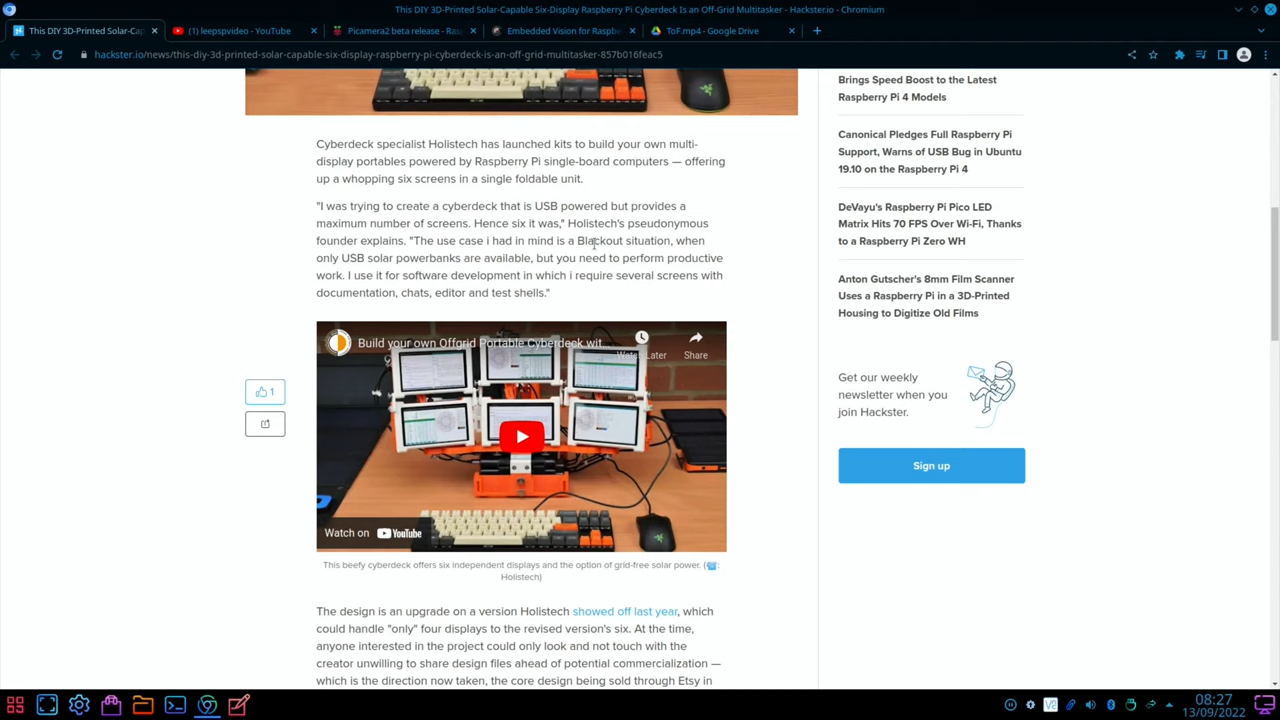 This DIY 3D-Printed Solar-Capable Six-Display Raspberry Pi Cyberdeck Is an Off-Grid Multitasker - Hackster.io - Chromium
This DIY 3D-Printed Solar-Cap
(1) leepspvideo - YouTube
Picamera2 beta release - Ras
Embedded Vision for Raspbe
ToF.mp4 - Google Drive
hackster.io/news/this-diy-3d-printed-solar-capable-six-display-raspberry-pi-cyberdeck-is-an-off-grid-multitasker-857b016feac5
Cyberdeck specialist Holistech has launched kits to build your own multi-
display portables powered by Raspberry Pi single-board computers — offering
up a whopping six screens in a single foldable unit.
"I was trying to create a cyberdeck that is USB powered but provides a
maximum number of screens. Hence six it was," Holistech's pseudonymous
founder explains. "The use case i had in mind is a Blackout situation, when
only USB solar powerbanks are available, but you need to perform productive
work. I use it for software development in which i require several screens with
documentation, chats, editor and test shells."
Build your own Offgrid Portable Cyberdeck wit...
Watch Later
Share
Watch on YouTube
1
This beefy cyberdeck offers six independent displays and the option of grid-free solar power. (📹:
Holistech)
The design is an upgrade on a version Holistech showed off last year, which
could handle "only" four displays to the revised version's six. At the time,
anyone interested in the project could only look and not touch with the
creator unwilling to share design files ahead of potential commercialization —
which is the direction now taken, the core design being sold through Etsy in
Brings Speed Boost to the Latest
Raspberry Pi 4 Models
Canonical Pledges Full Raspberry Pi
Support, Warns of USB Bug in Ubuntu
19.10 on the Raspberry Pi 4
DeVayu's Raspberry Pi Pico LED
Matrix Hits 70 FPS Over Wi-Fi, Thanks
to a Raspberry Pi Zero WH
Anton Gutscher's 8mm Film Scanner
Uses a Raspberry Pi in a 3D-Printed
Housing to Digitize Old Films
Get our weekly
newsletter when you
join Hackster.
Sign up
V2
08:27
13/09/2022